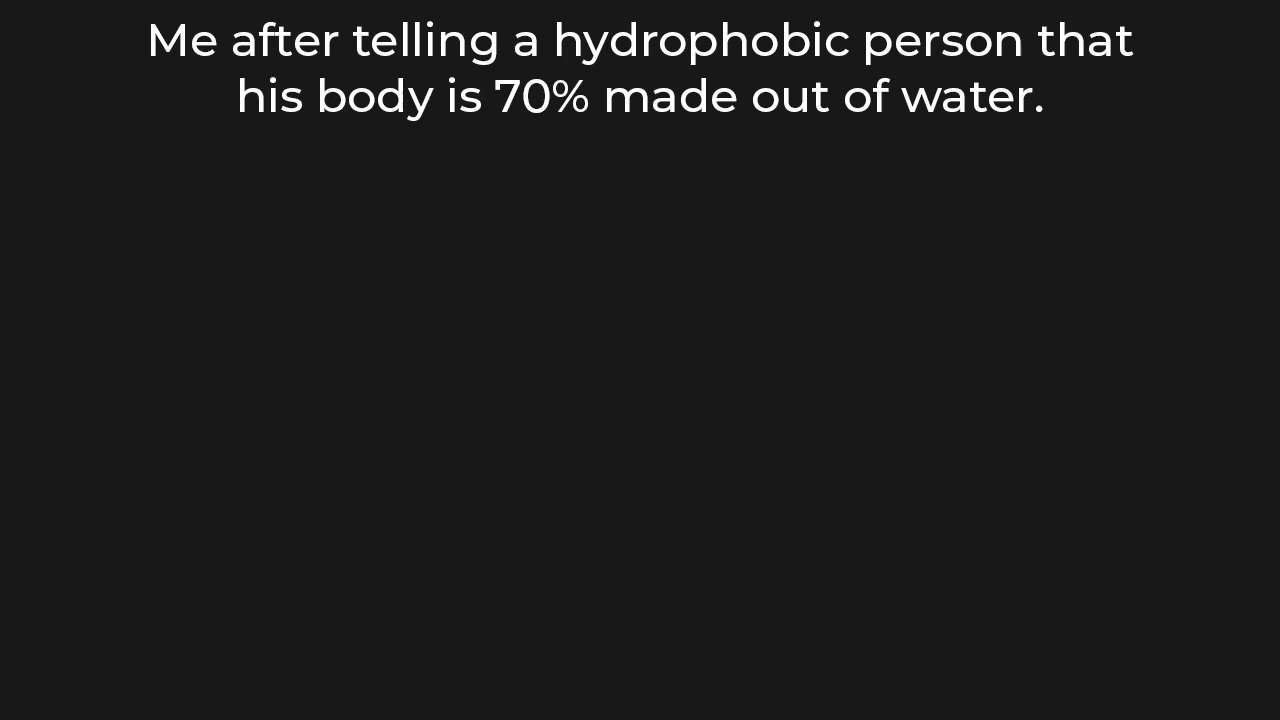 Me after telling a hydrophobic person that
his body is 70% made out of water.